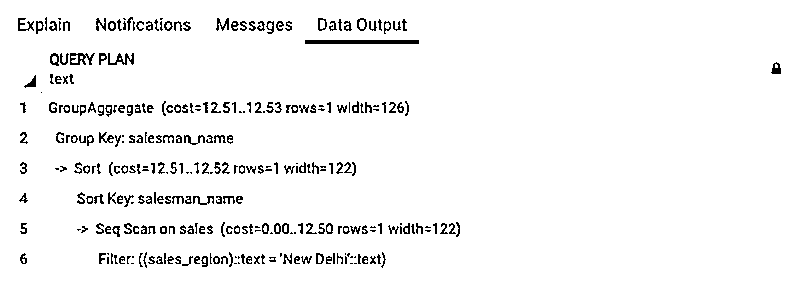 Explain Notifications Messages Data Output
QUERY PLAN
text
1 GroupAggregate (cost=12.51..12.53 rows=1 width=126)
2 Group Key: salesman_name
3 -> Sort (cost=12.51..12.52 rows=1 width=122)
4 Sort Key: salesman_name
5 -> Seq Scan on sales (cost=0.00..12.50 rows=1 width=122)
6 Filter: ((sales_region)::text = 'New Delhi'::text)